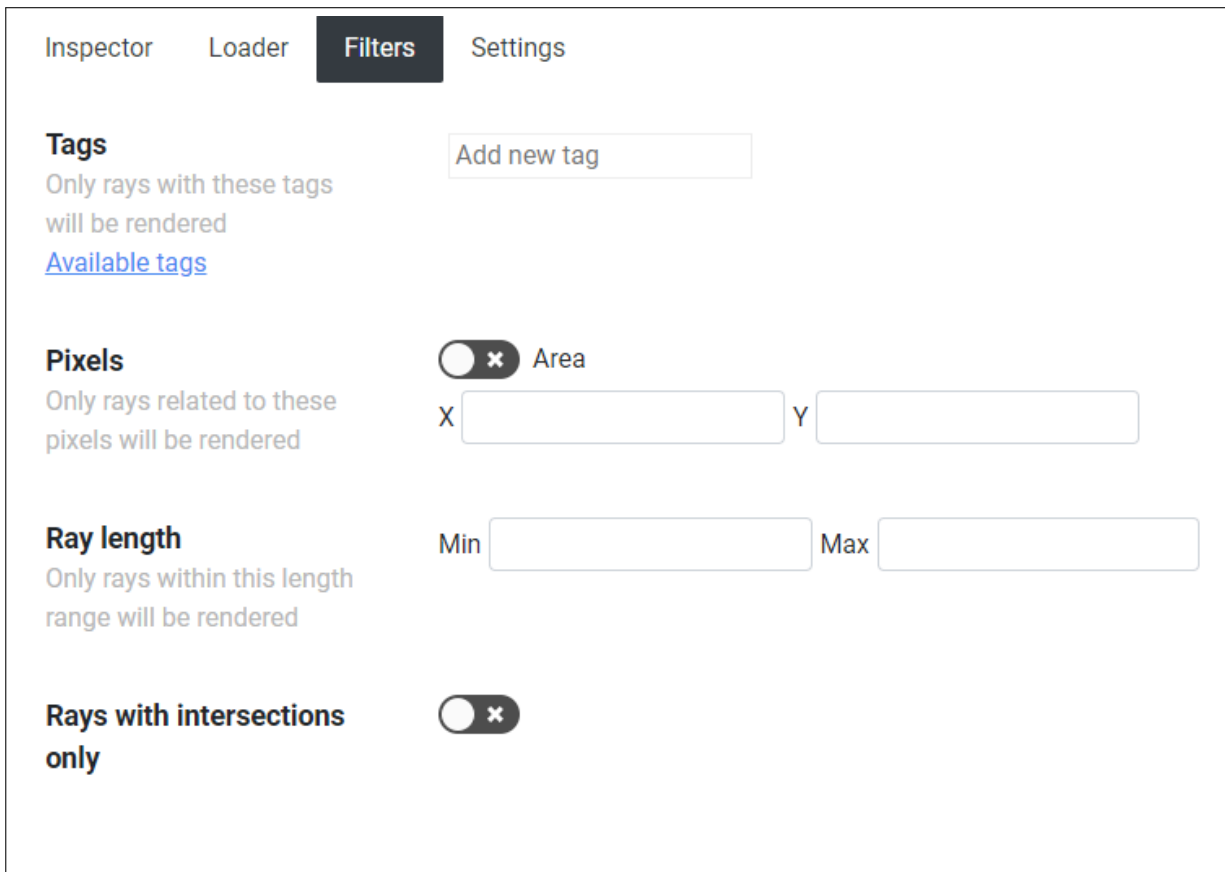 Inspector Loader Filters Settings
Tags
Add new tag
Only rays with these tags
will be rendered
Available tags
Pixels
Area
Only rays related to these
pixels will be rendered
X Y
Ray length
Min Max
Only rays within this length
range will be rendered
Rays with intersections
only